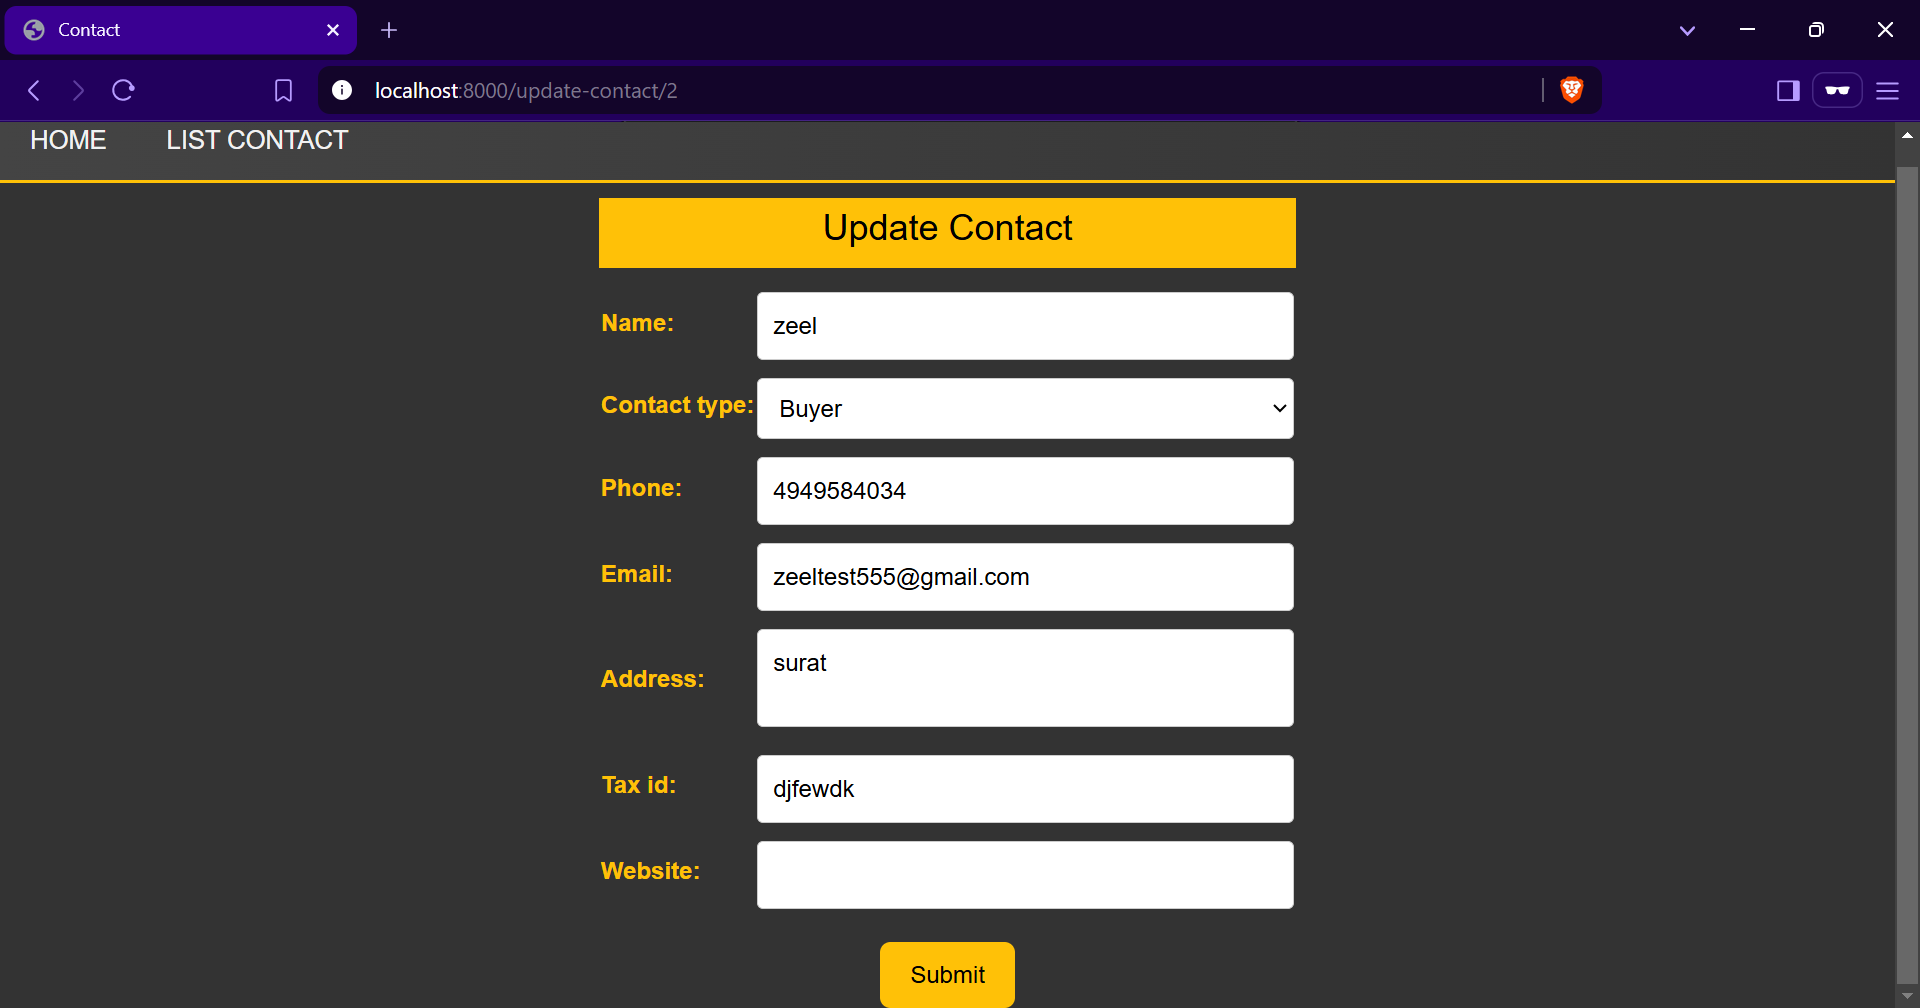 Contact
localhost:8000/update-contact/2
HOME LIST CONTACT
Update Contact
Name: zeel
Contact type: Buyer
Phone: 4949584034
Email: zeeltest555@gmail.com
Address: surat
Tax id: djfewdk
Website:
Submit